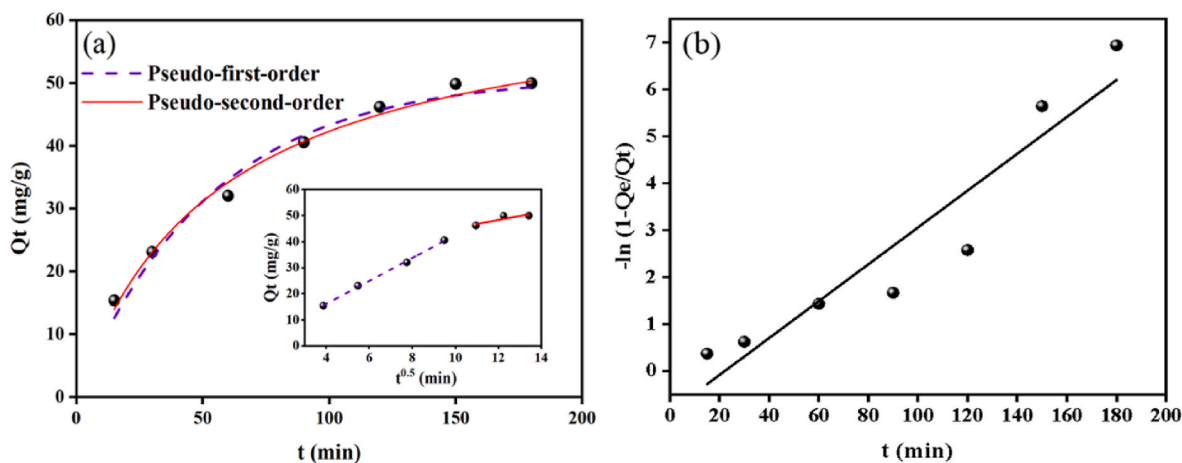 (a)
Pseudo-first-order
Pseudo-second-order
Qt (mg/g)
60
50
40
30
20
10
0
0 50 100 150 200
t (min)
Qt (mg/g)
60
50
40
30
20
10
0
4 6 8 10 12 14
t^0.5 (min)
(b)
-ln (1-Qe/Qt)
7
6
5
4
3
2
1
0
0 20 40 60 80 100 120 140 160 180 200
t (min)